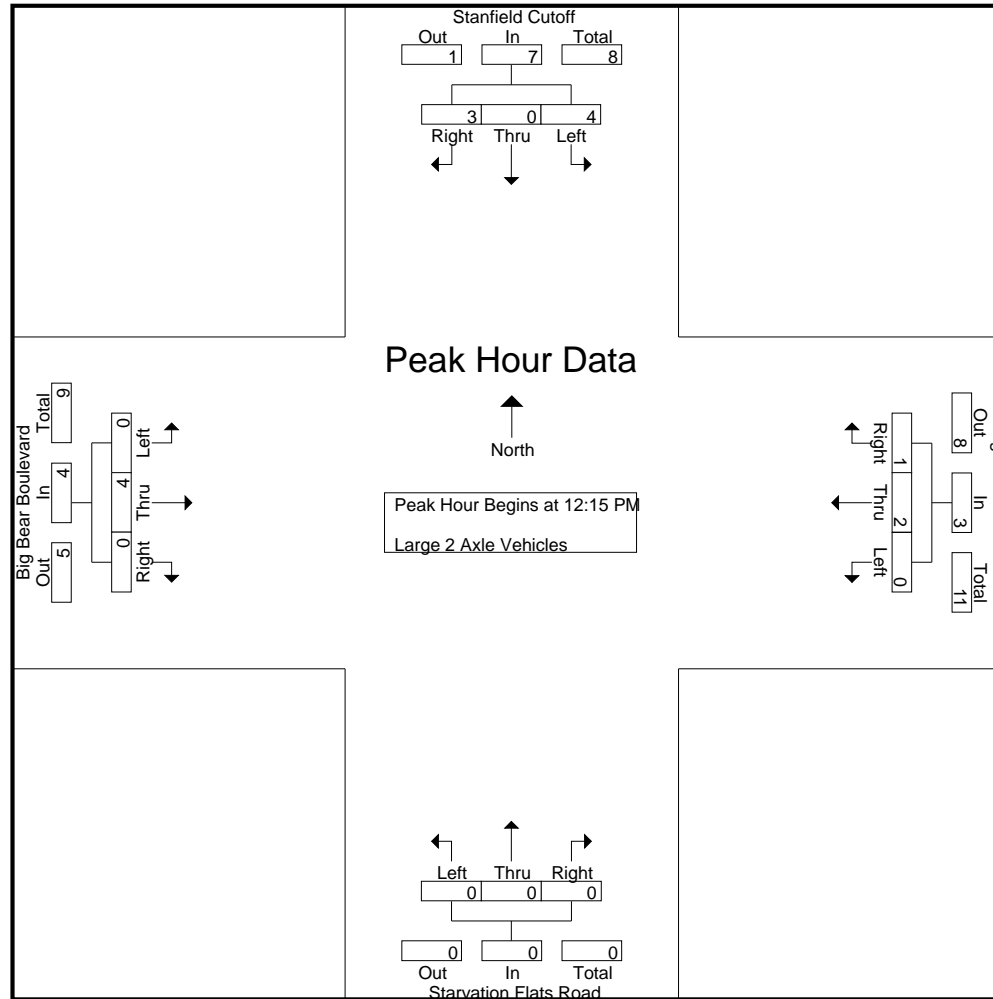 Stanfield Cutoff
Out In Total
1 7 8
3 0 4
Right Thru Left
Peak Hour Data
North
Peak Hour Begins at 12:15 PM
Large 2 Axle Vehicles
Big Bear Boulevard
Out In Total
5 4 9
Right Thru Left
0 4 0
Out In Total
8 3 11
Right Thru Left
1 2 0
Left Thru Right
0 0 0
0 0 0
Out In Total
Starvation Flats Road